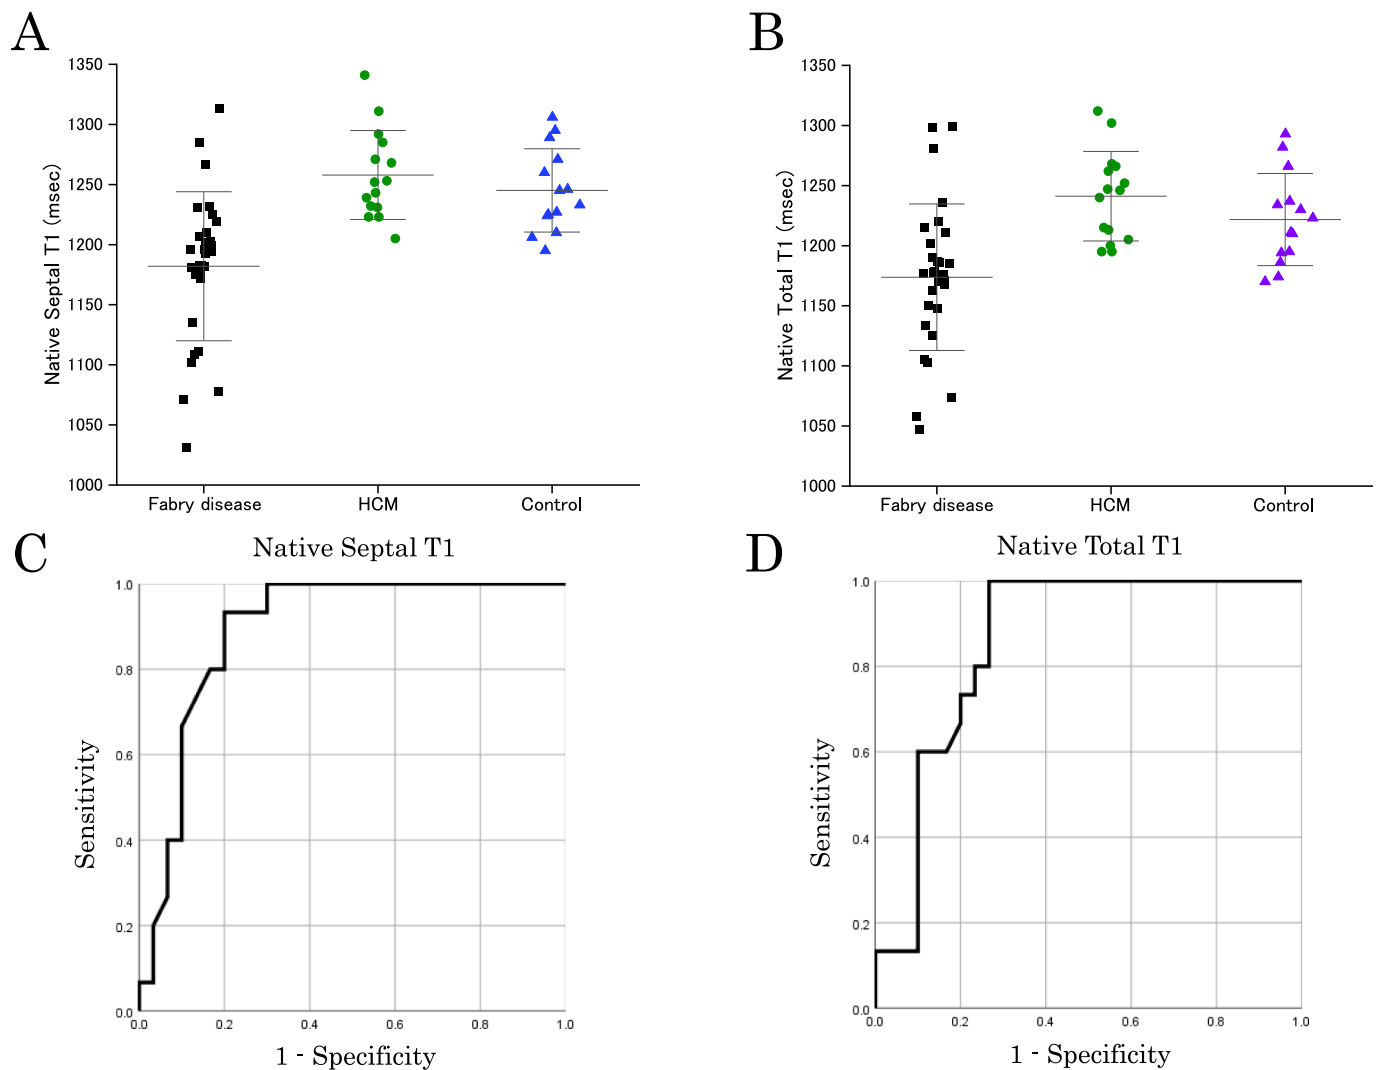 A
Native Septal T1 (msec)
1350
1300
1250
1200
1150
1100
1050
1000
Fabry disease
HCM
Control
B
Native Total T1 (msec)
1350
1300
1250
1200
1150
1100
1050
1000
Fabry disease
HCM
Control
C
Native Septal T1
Sensitivity
1.0
0.8
0.6
0.4
0.2
0.0
0.0 0.2 0.4 0.6 0.8 1.0
1 - Specificity
D
Native Total T1
Sensitivity
1.0
0.8
0.6
0.4
0.2
0.0
0.0 0.2 0.4 0.6 0.8 1.0
1 - Specificity